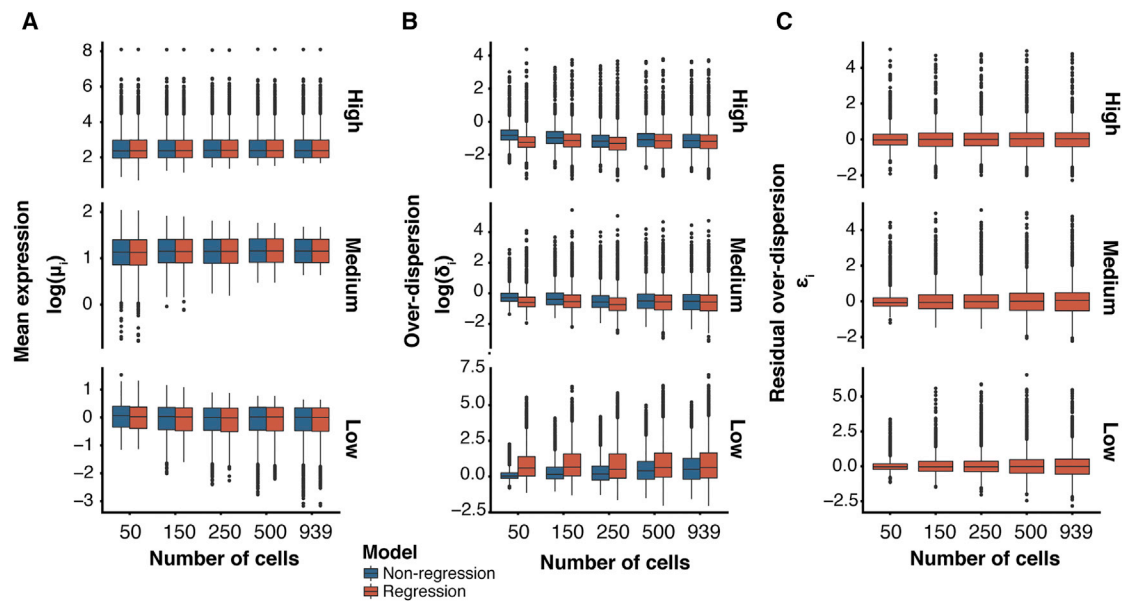 A
B
C
Mean expression
log(μi)
8
6
4
2
High
2
1
0
Medium
1
0
−1
−2
−3
Low
50 150 250 500 939
Number of cells
Over-dispersion
log(δi)
4
2
0
−2
High
4
2
0
−2
Medium
7.5
5.0
2.5
0.0
−2.5
Low
50 150 250 500 939
Number of cells
Residual over-dispersion
εi
4
2
0
−2
High
4
2
0
−2
Medium
5.0
2.5
0.0
−2.5
Low
50 150 250 500 939
Number of cells
Model
Non-regression
Regression